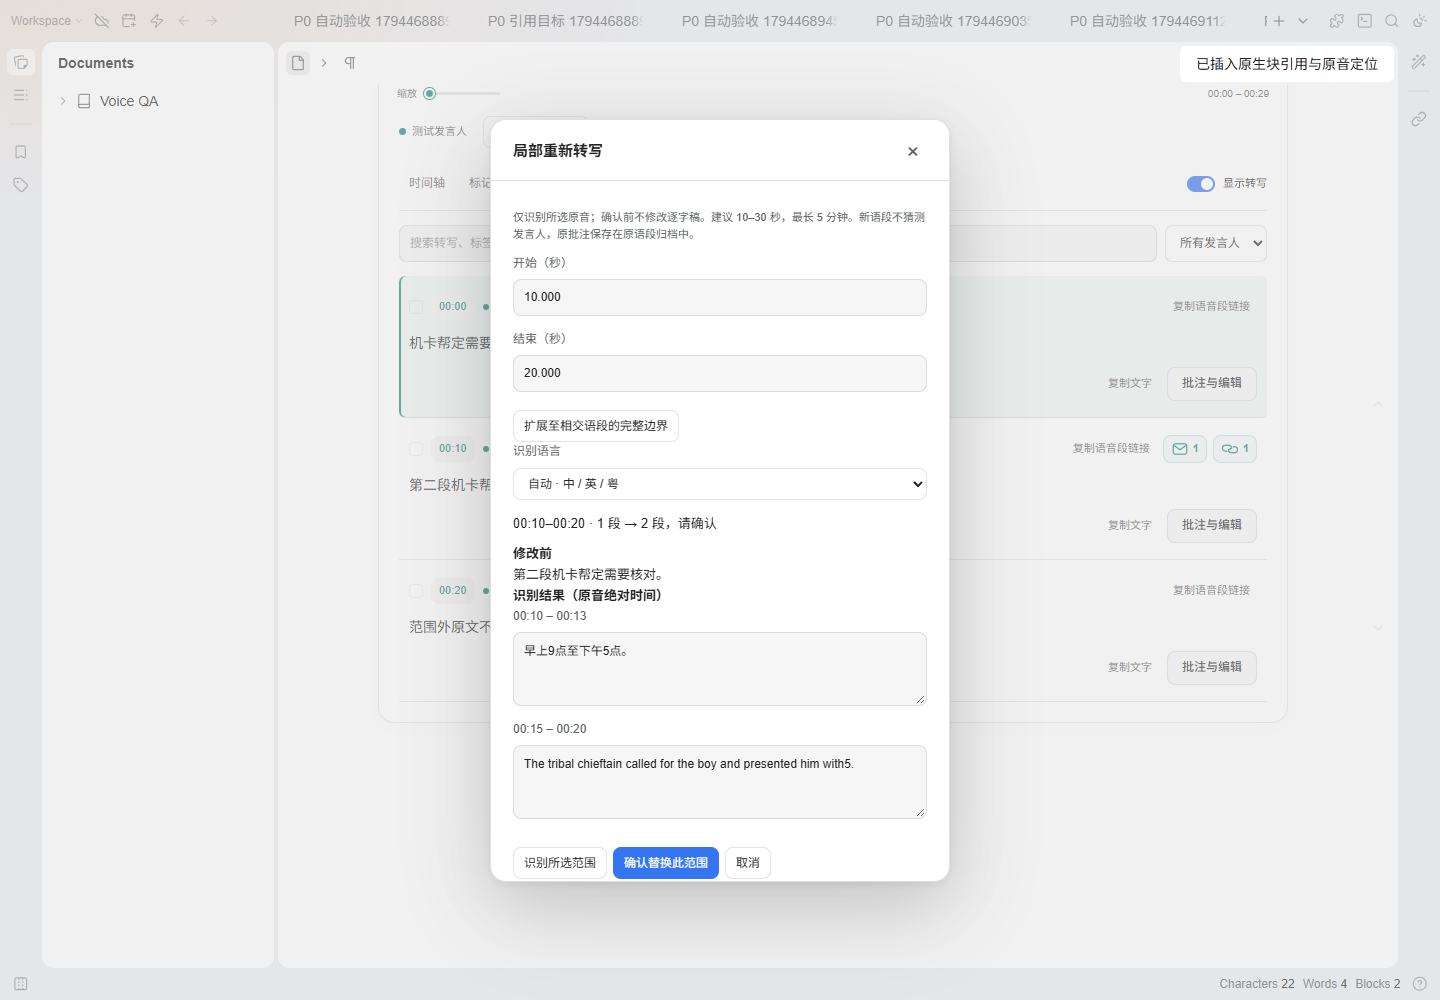 Workspace
P0 自动验收 179446888
P0 引用目标 179446888
P0 自动验收 179446894
P0 自动验收 179446903
P0 自动验收 179446911
Documents
Voice QA
已插入原生块引用与原音定位
缩放
00:00 – 00:29
测试发言人
时间轴
标记
显示转写
搜索转写、标签
所有发言人
00:00
复制语音段链接
机卡帮定需要
复制文字
批注与编辑
00:10
复制语音段链接
1
1
第二段机卡帮
复制文字
批注与编辑
00:20
复制语音段链接
范围外原文不
复制文字
批注与编辑
局部重新转写
仅识别所选原音；确认前不修改逐字稿。建议 10–30 秒，最长 5 分钟。新语段不猜测
发言人，原批注保存在原语段归档中。
开始（秒）
10.000
结束（秒）
20.000
扩展至相交语段的完整边界
识别语言
自动 · 中 / 英 / 粤
00:10–00:20 · 1 段 → 2 段，请确认
修改前
第二段机卡帮定需要核对。
识别结果（原音绝对时间）
00:10 – 00:13
早上9点至下午5点。
00:15 – 00:20
The tribal chieftain called for the boy and presented him with5.
识别所选范围
确认替换此范围
取消
Characters 22 Words 4 Blocks 2